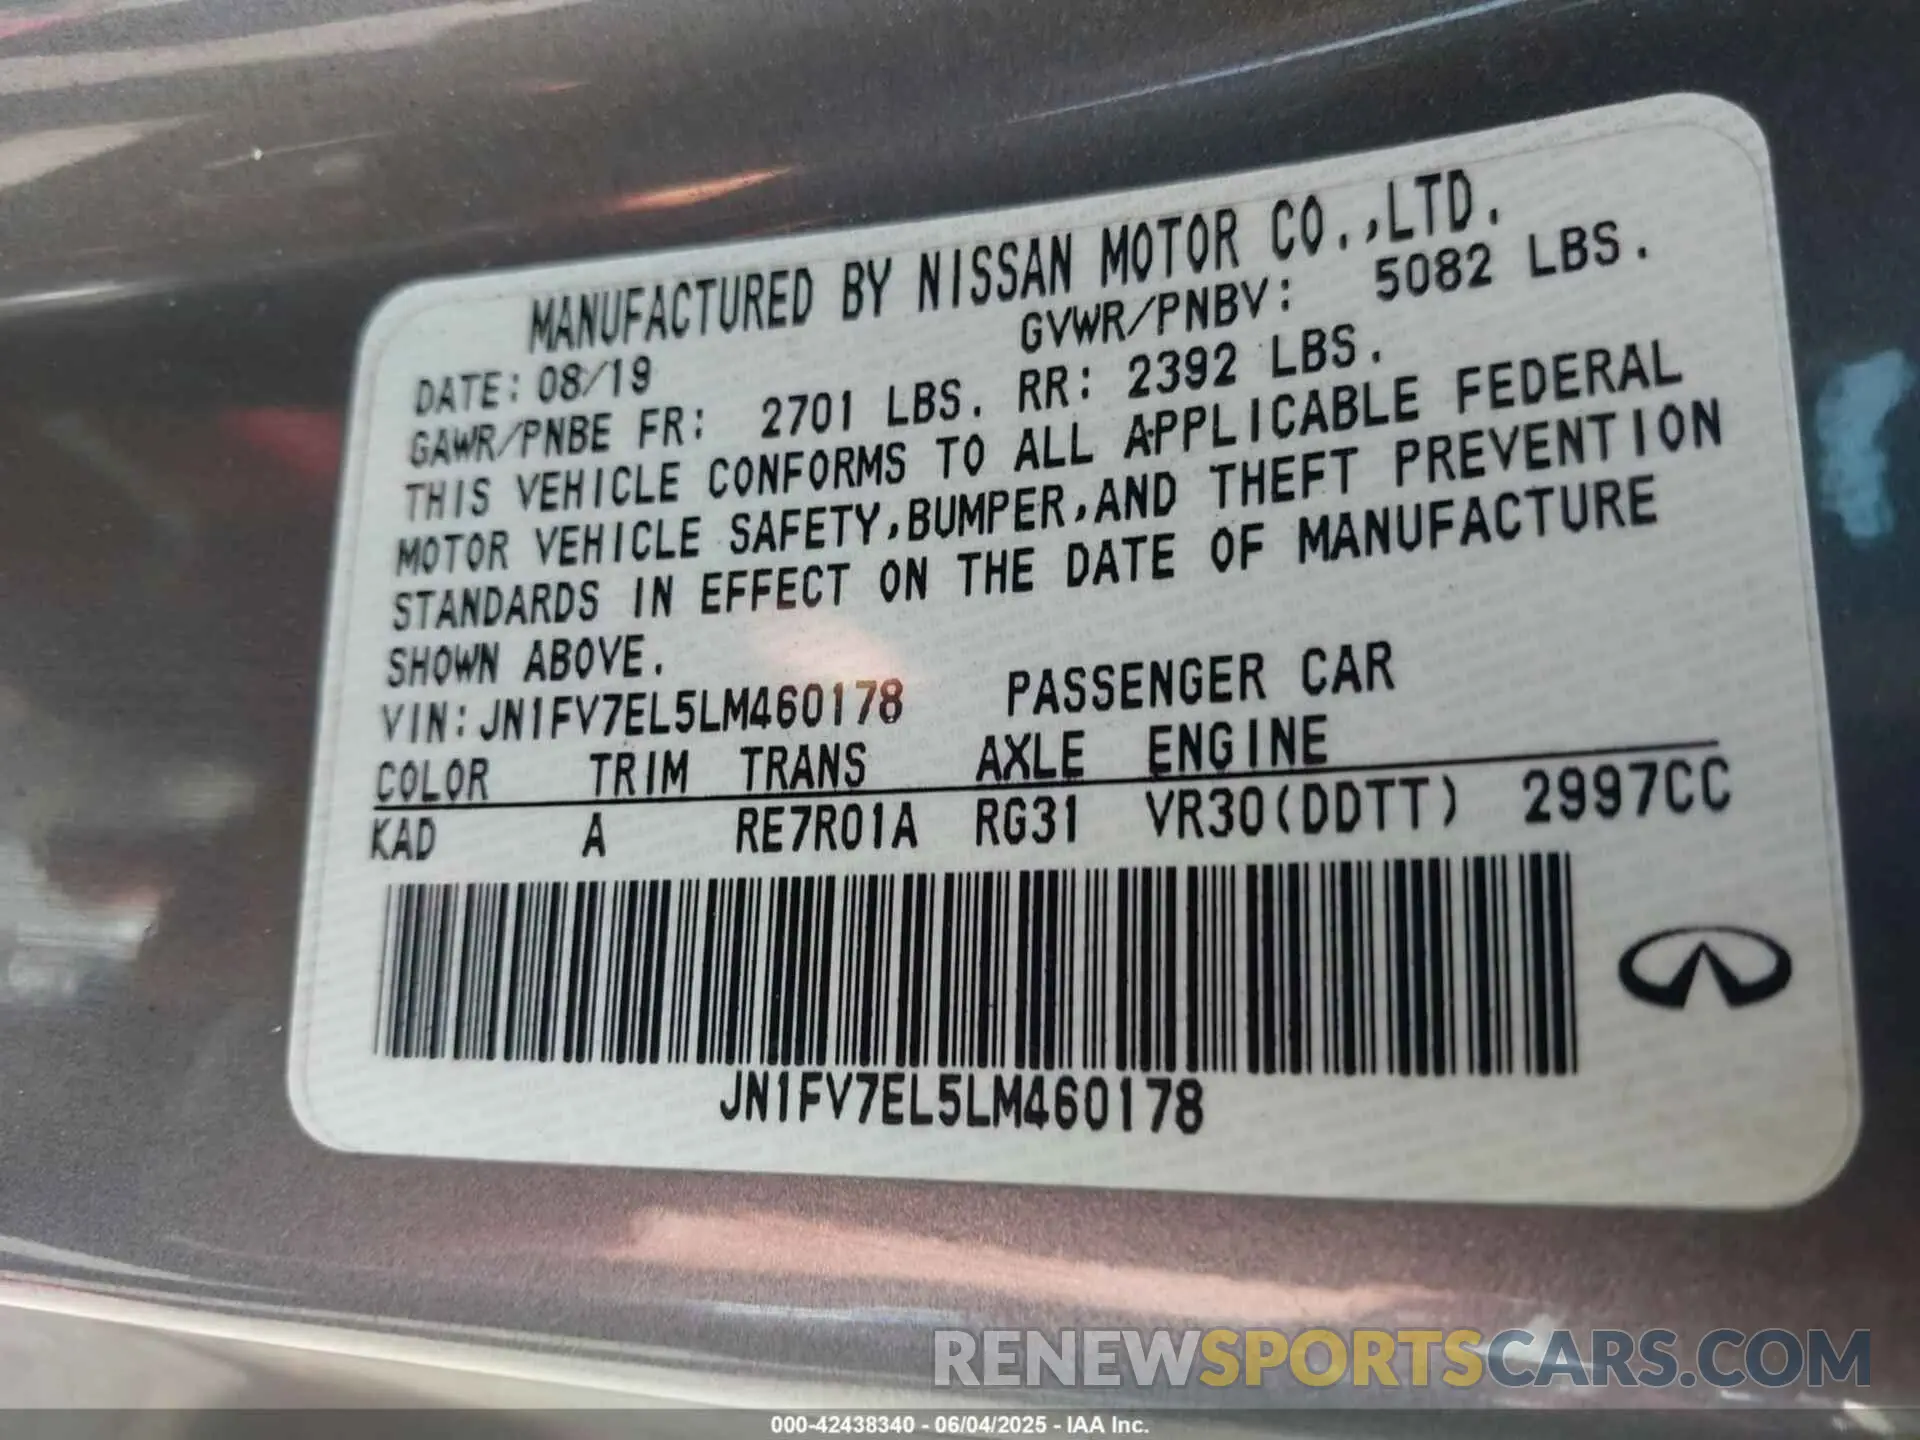 MANUFACTURED BY NISSAN MOTOR CO.,LTD.
DATE: 08/19 GVWR/PNBV: 5082 LBS.
GAWR/PNBE FR: 2701 LBS. RR: 2392 LBS.
THIS VEHICLE CONFORMS TO ALL APPLICABLE FEDERAL
MOTOR VEHICLE SAFETY,BUMPER,AND THEFT PREVENTION
STANDARDS IN EFFECT ON THE DATE OF MANUFACTURE
SHOWN ABOVE.
VIN:JN1FV7EL5LM460178 PASSENGER CAR
COLOR TRIM TRANS AXLE ENGINE
KAD A RE7R01A RG31 VR30(DDTT) 2997CC
JN1FV7EL5LM460178
RENEWSPORTSCARS.COM
000-42438340 - 06/04/2025 - IAA Inc.